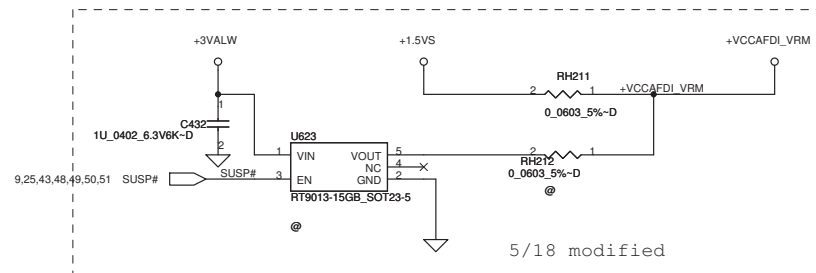 +3VALW
+1.5VS
+VCCAFDI_VRM
RH211
2
1
+VCCAFDI_VRM
0_0603_5%~D
1
C432
1U_0402_6.3V6K~D
2
U623
1
VIN
VOUT
5
NC
4
3
EN
GND
2
RT9013-15GB_SOT23-5
@
2
1
RH212
0_0603_5%~D
@
9,25,43,48,49,50,51
SUSP#
SUSP#
5/18 modified